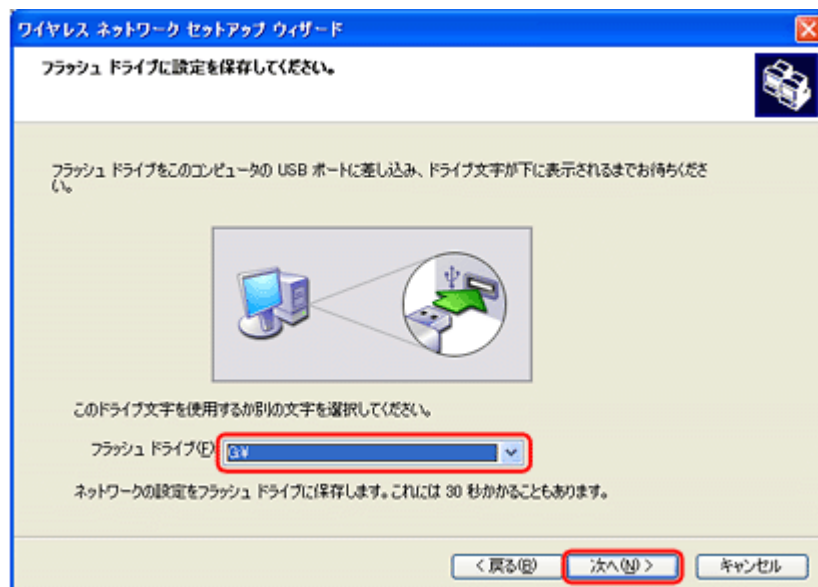 ワイヤレス ネットワーク セットアップ ウィザード
フラッシュ ドライブに設定を保存してください。
フラッシュ ドライブをこのコンピュータの USB ポートに差し込み、ドライブ文字が下に表示されるまでお待ちくださ
い。
このドライブ文字を使用するか別の文字を選択してください。
フラッシュ ドライブ(F) G:¥
ネットワークの設定をフラッシュ ドライブに保存します。これには 30 秒かかることもあります。
< 戻る(B) 次へ(N) > キャンセル